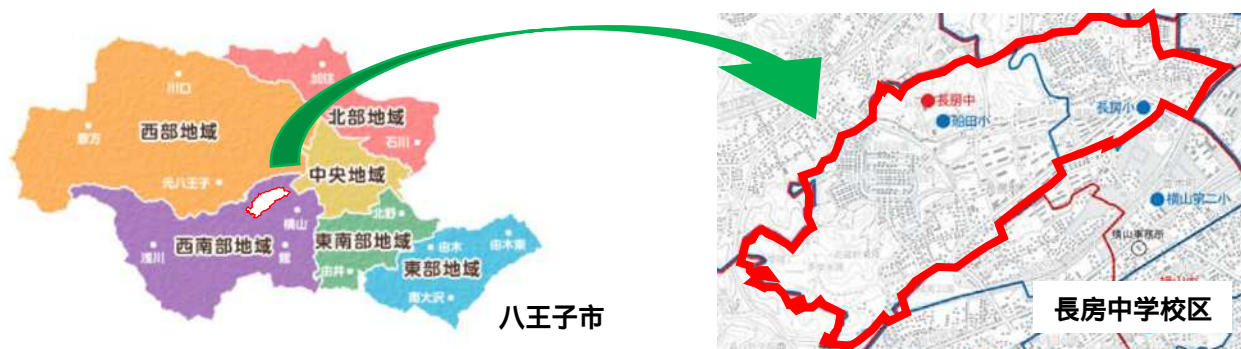 加住
川口
北部地域
西部地域
恩方
石川
中央地域
元八王子
北野
横山
西南部地域
東南部地域
由木
由木東
浅川
館
東部地域
由井
南大沢
八王子市
長房中
船田小
長房小
横山第二小
横山事務所
長房中学校区